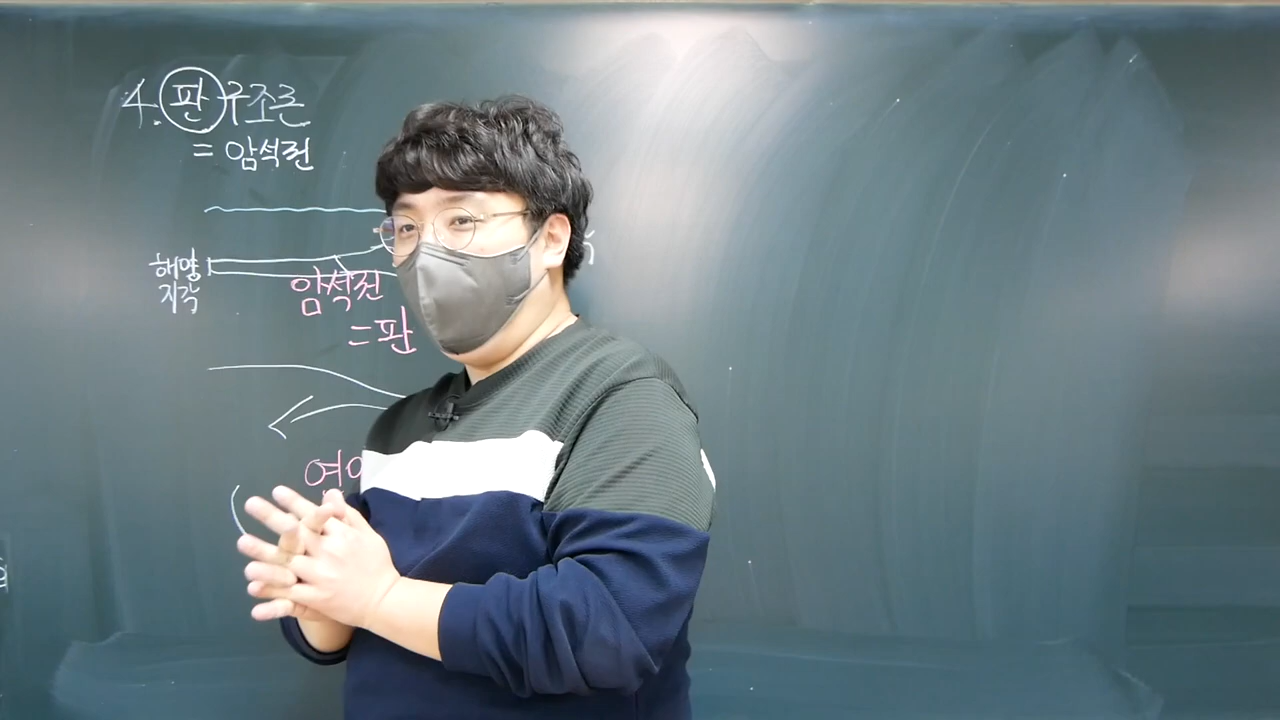 4. 판구조론
= 암석권
해양
지각
암석권
= 판